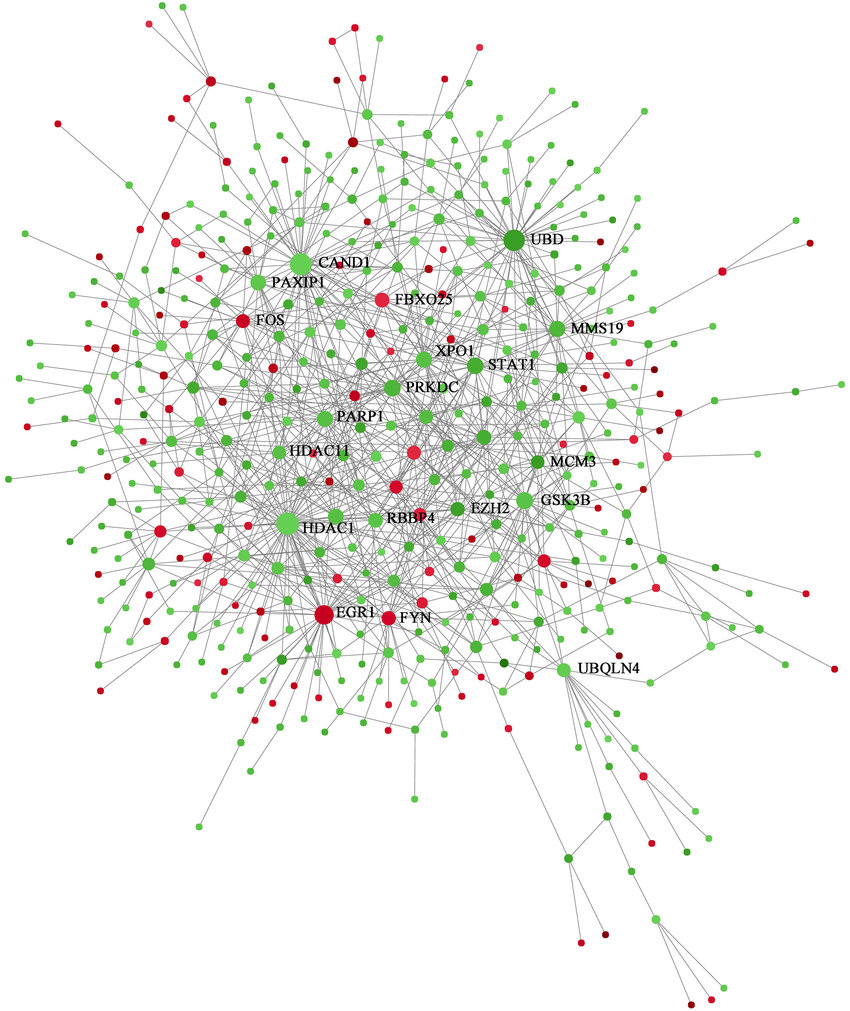 UBD
CAND1
PAXIP1
FBXO25
FOS
MMS19
XPO1
STAT1
PRKDC
PARP1
HDAC11
MCM3
GSK3B
EZH2
RBBP4
HDAC1
EGR1
FYN
UBQLN4